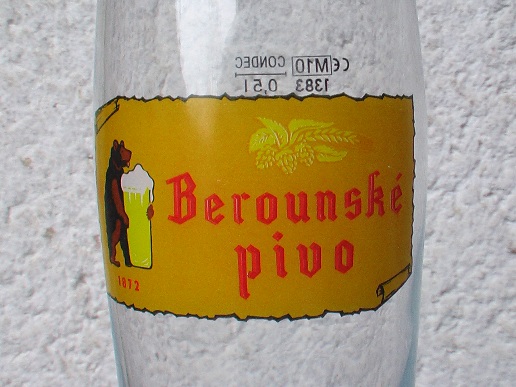 CONDEC CE M10
0,5 l 1383
Berounské
pivo
1872